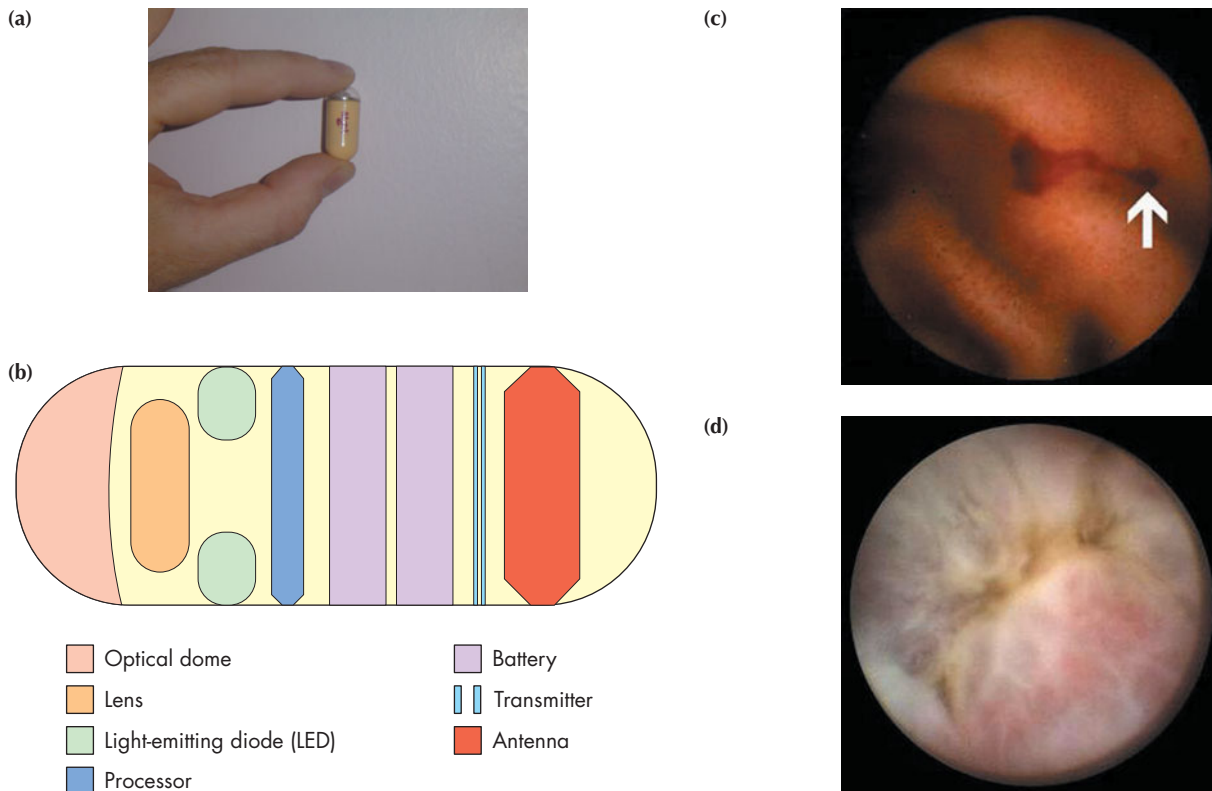 (a)
(b)
Optical dome
Lens
Light-emitting diode (LED)
Processor
Battery
Transmitter
Antenna
(c)
(d)